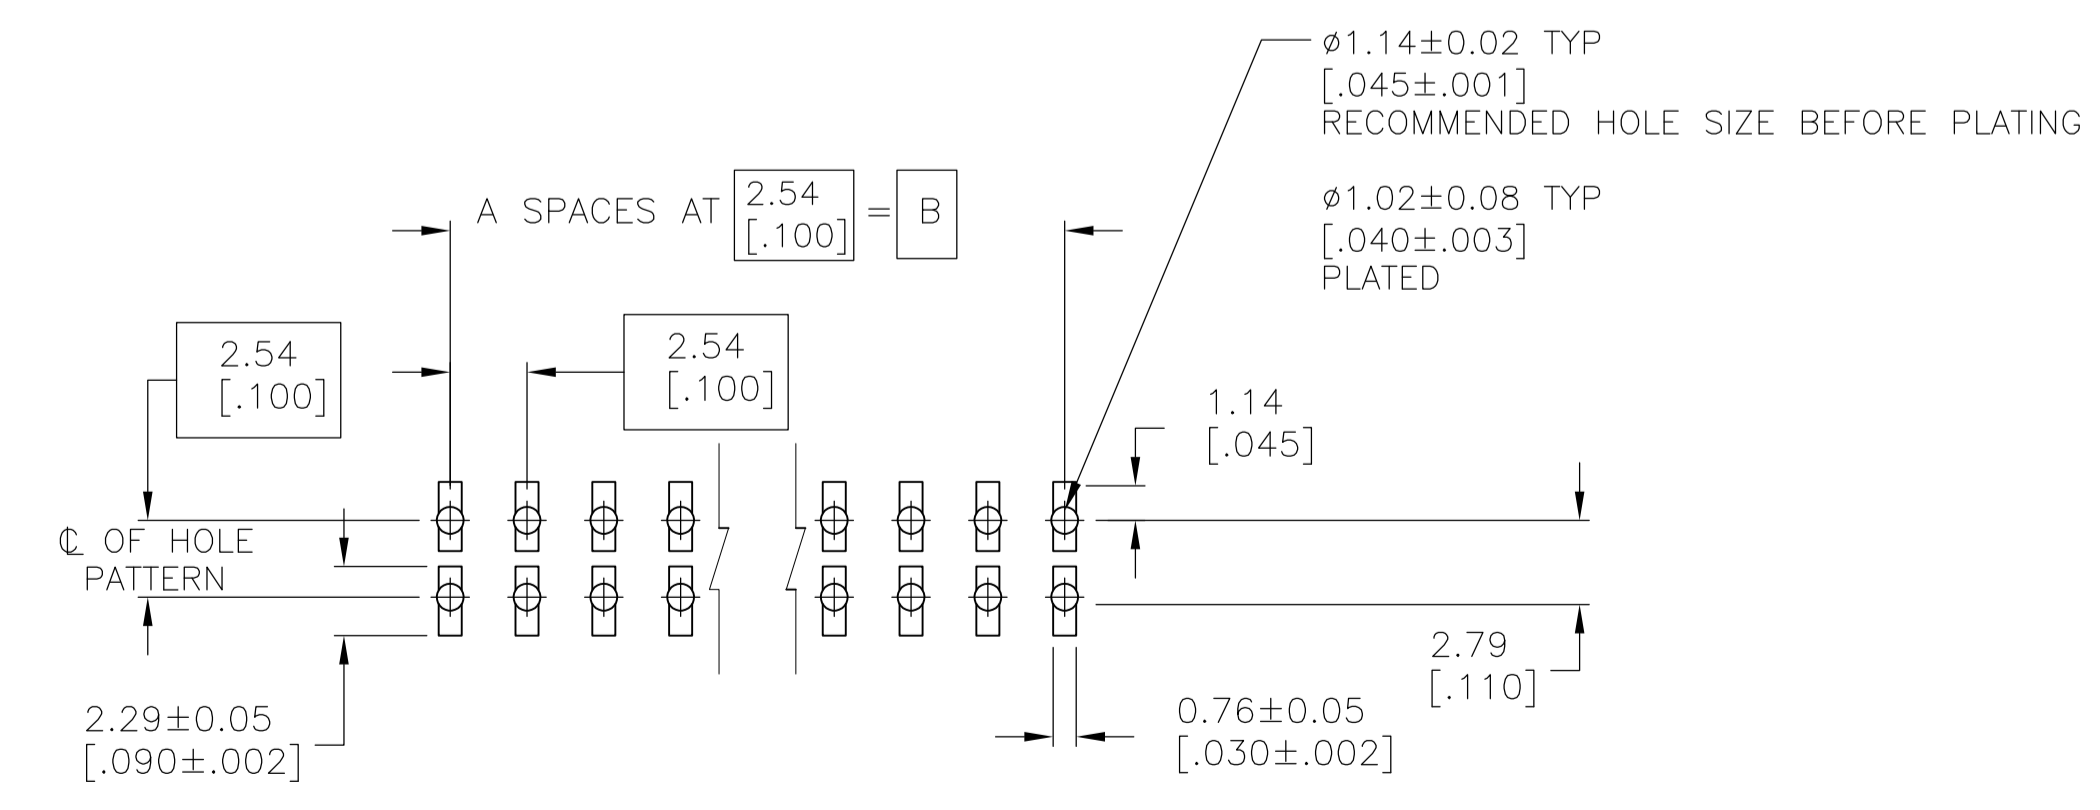 ø1.14±0.02 TYP
[.045±.001]
RECOMMENDED HOLE SIZE BEFORE PLATING
ø1.02±0.08 TYP
[.040±.003]
PLATED
A SPACES AT 2.54 [.100] = B
2.54
[.100]
2.54
[.100]
1.14
[.045]
℄ OF HOLE
PATTERN
2.79
[.110]
2.29±0.05
[.090±.002]
0.76±0.05
[.030±.002]